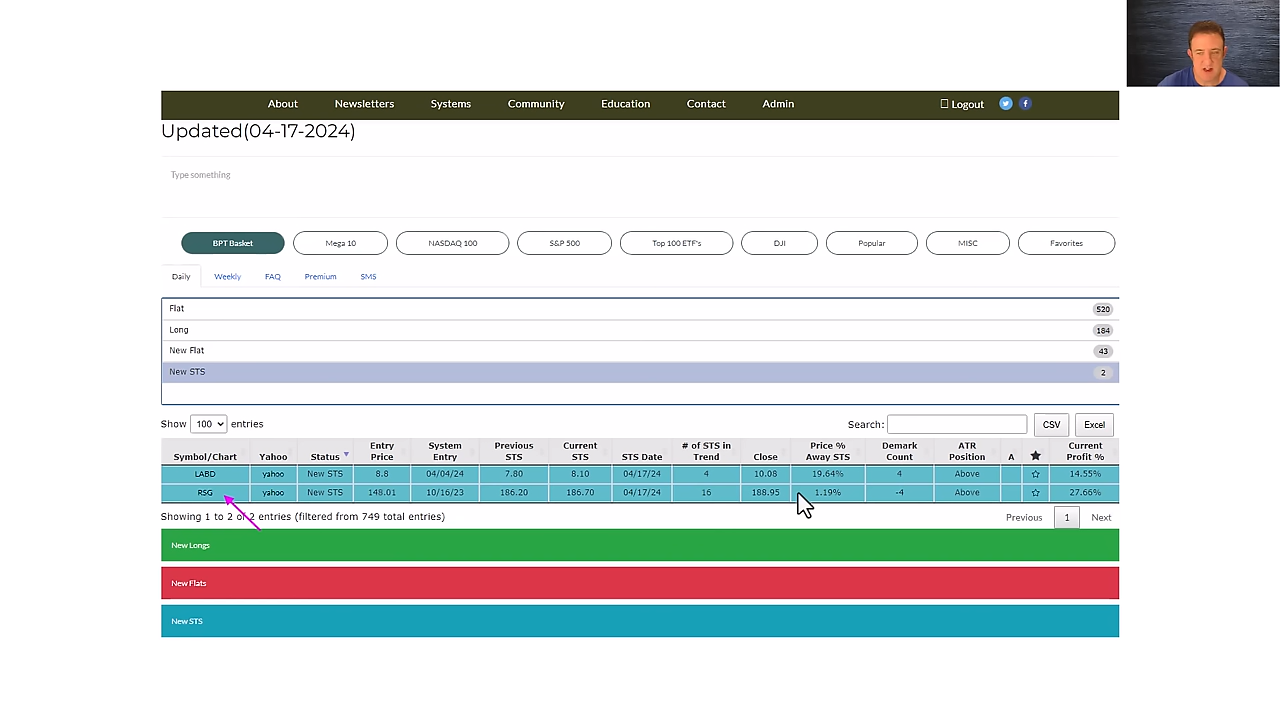 About Newsletters Systems Community Education Contact Admin Logout
Updated(04-17-2024)
Type something
BPT Basket Mega 10 NASDAQ 100 S&P 500 Top 100 ETF's DJI Popular MISC Favorites
Daily Weekly FAQ Premium SMS
Flat 520
Long 184
New Flat 43
New STS 2
Show 100 entries Search: CSV Excel
Symbol/Chart Yahoo Status Entry Price System Entry Previous STS Current STS STS Date # of STS in Trend Close Price % Away STS Demark Count ATR Position A Current Profit %
LABD yahoo New STS 8.8 04/04/24 7.80 8.10 04/17/24 4 10.08 19.64% 4 Above 14.55%
RSG yahoo New STS 148.01 10/16/23 186.20 186.70 04/17/24 16 188.95 1.19% -4 Above 27.66%
Showing 1 to 2 of 2 entries (filtered from 749 total entries) Previous 1 Next
New Longs
New Flats
New STS